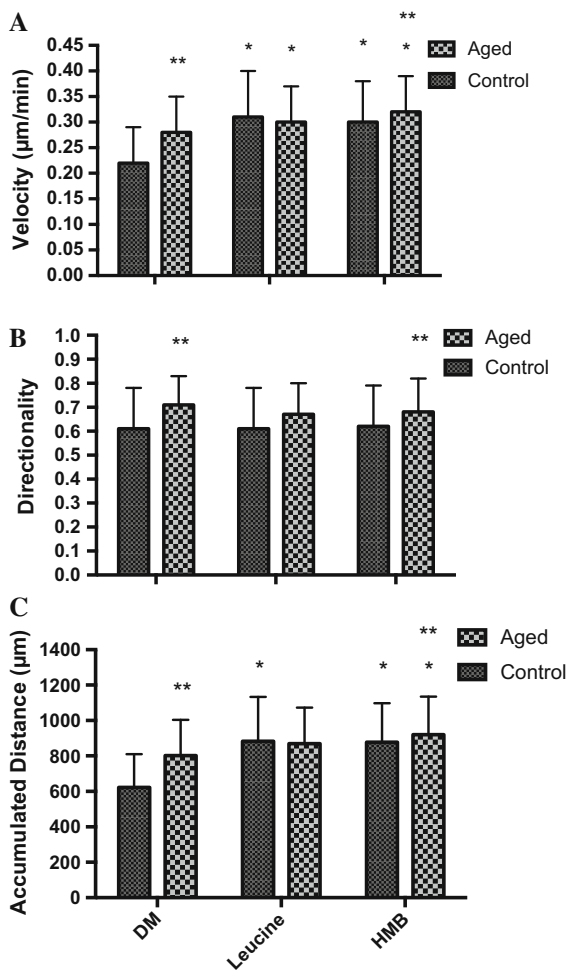 A
** * * * ** *
Aged
Control
0.45
0.40
0.35
0.30
0.25
0.20
0.15
0.10
0.05
0.00
Velocity (µm/min)
B
** **
Aged
Control
1.0
0.9
0.8
0.7
0.6
0.5
0.4
0.3
0.2
0.1
0.0
Directionality
C
** * * ** *
Aged
Control
1400
1200
1000
800
600
400
200
0
Accumulated Distance (µm)
DM
Leucine
HMB